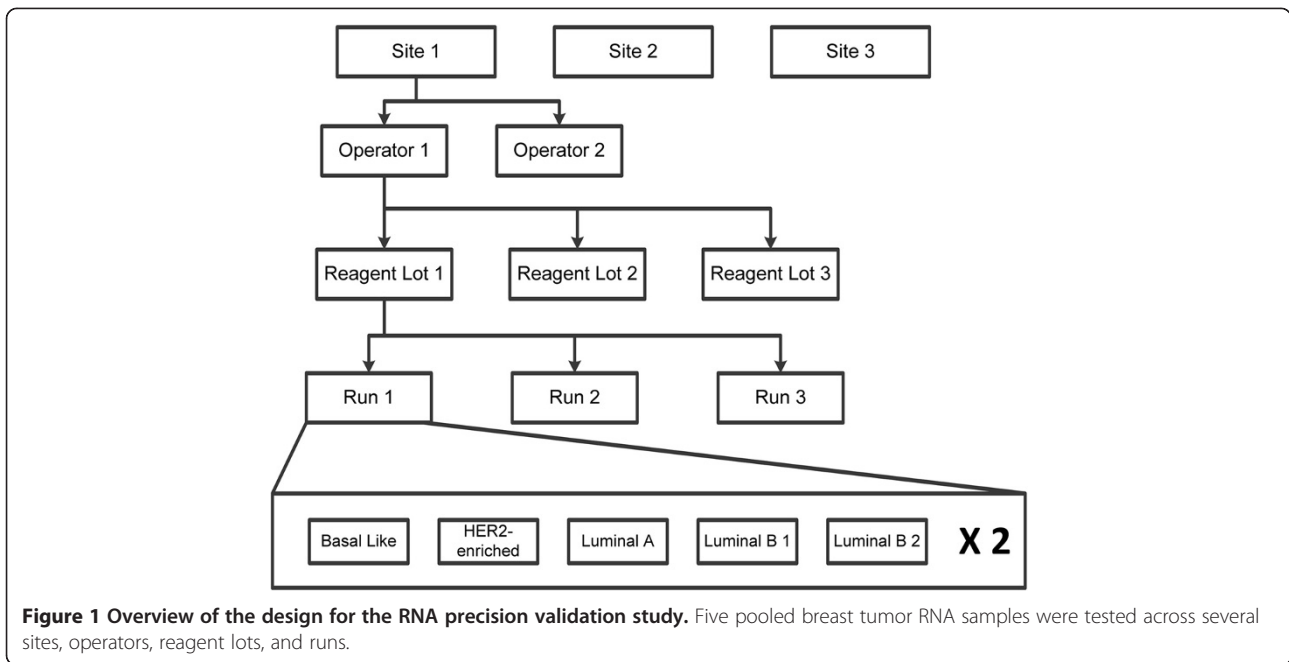 Site 1
Site 2
Site 3
Operator 1
Operator 2
Reagent Lot 1
Reagent Lot 2
Reagent Lot 3
Run 1
Run 2
Run 3
Basal Like
HER2-
enriched
Luminal A
Luminal B 1
Luminal B 2
X 2
Figure 1 Overview of the design for the RNA precision validation study. Five pooled breast tumor RNA samples were tested across several
sites, operators, reagent lots, and runs.